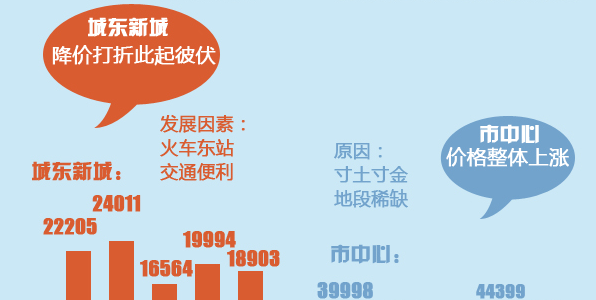 城东新城
降价打折此起彼伏
发展因素：
火车东站
交通便利
城东新城：
22205
24011
16564
19994
18903
市中心
价格整体上涨
原因：
寸土寸金
地段稀缺
市中心：
39998
44399